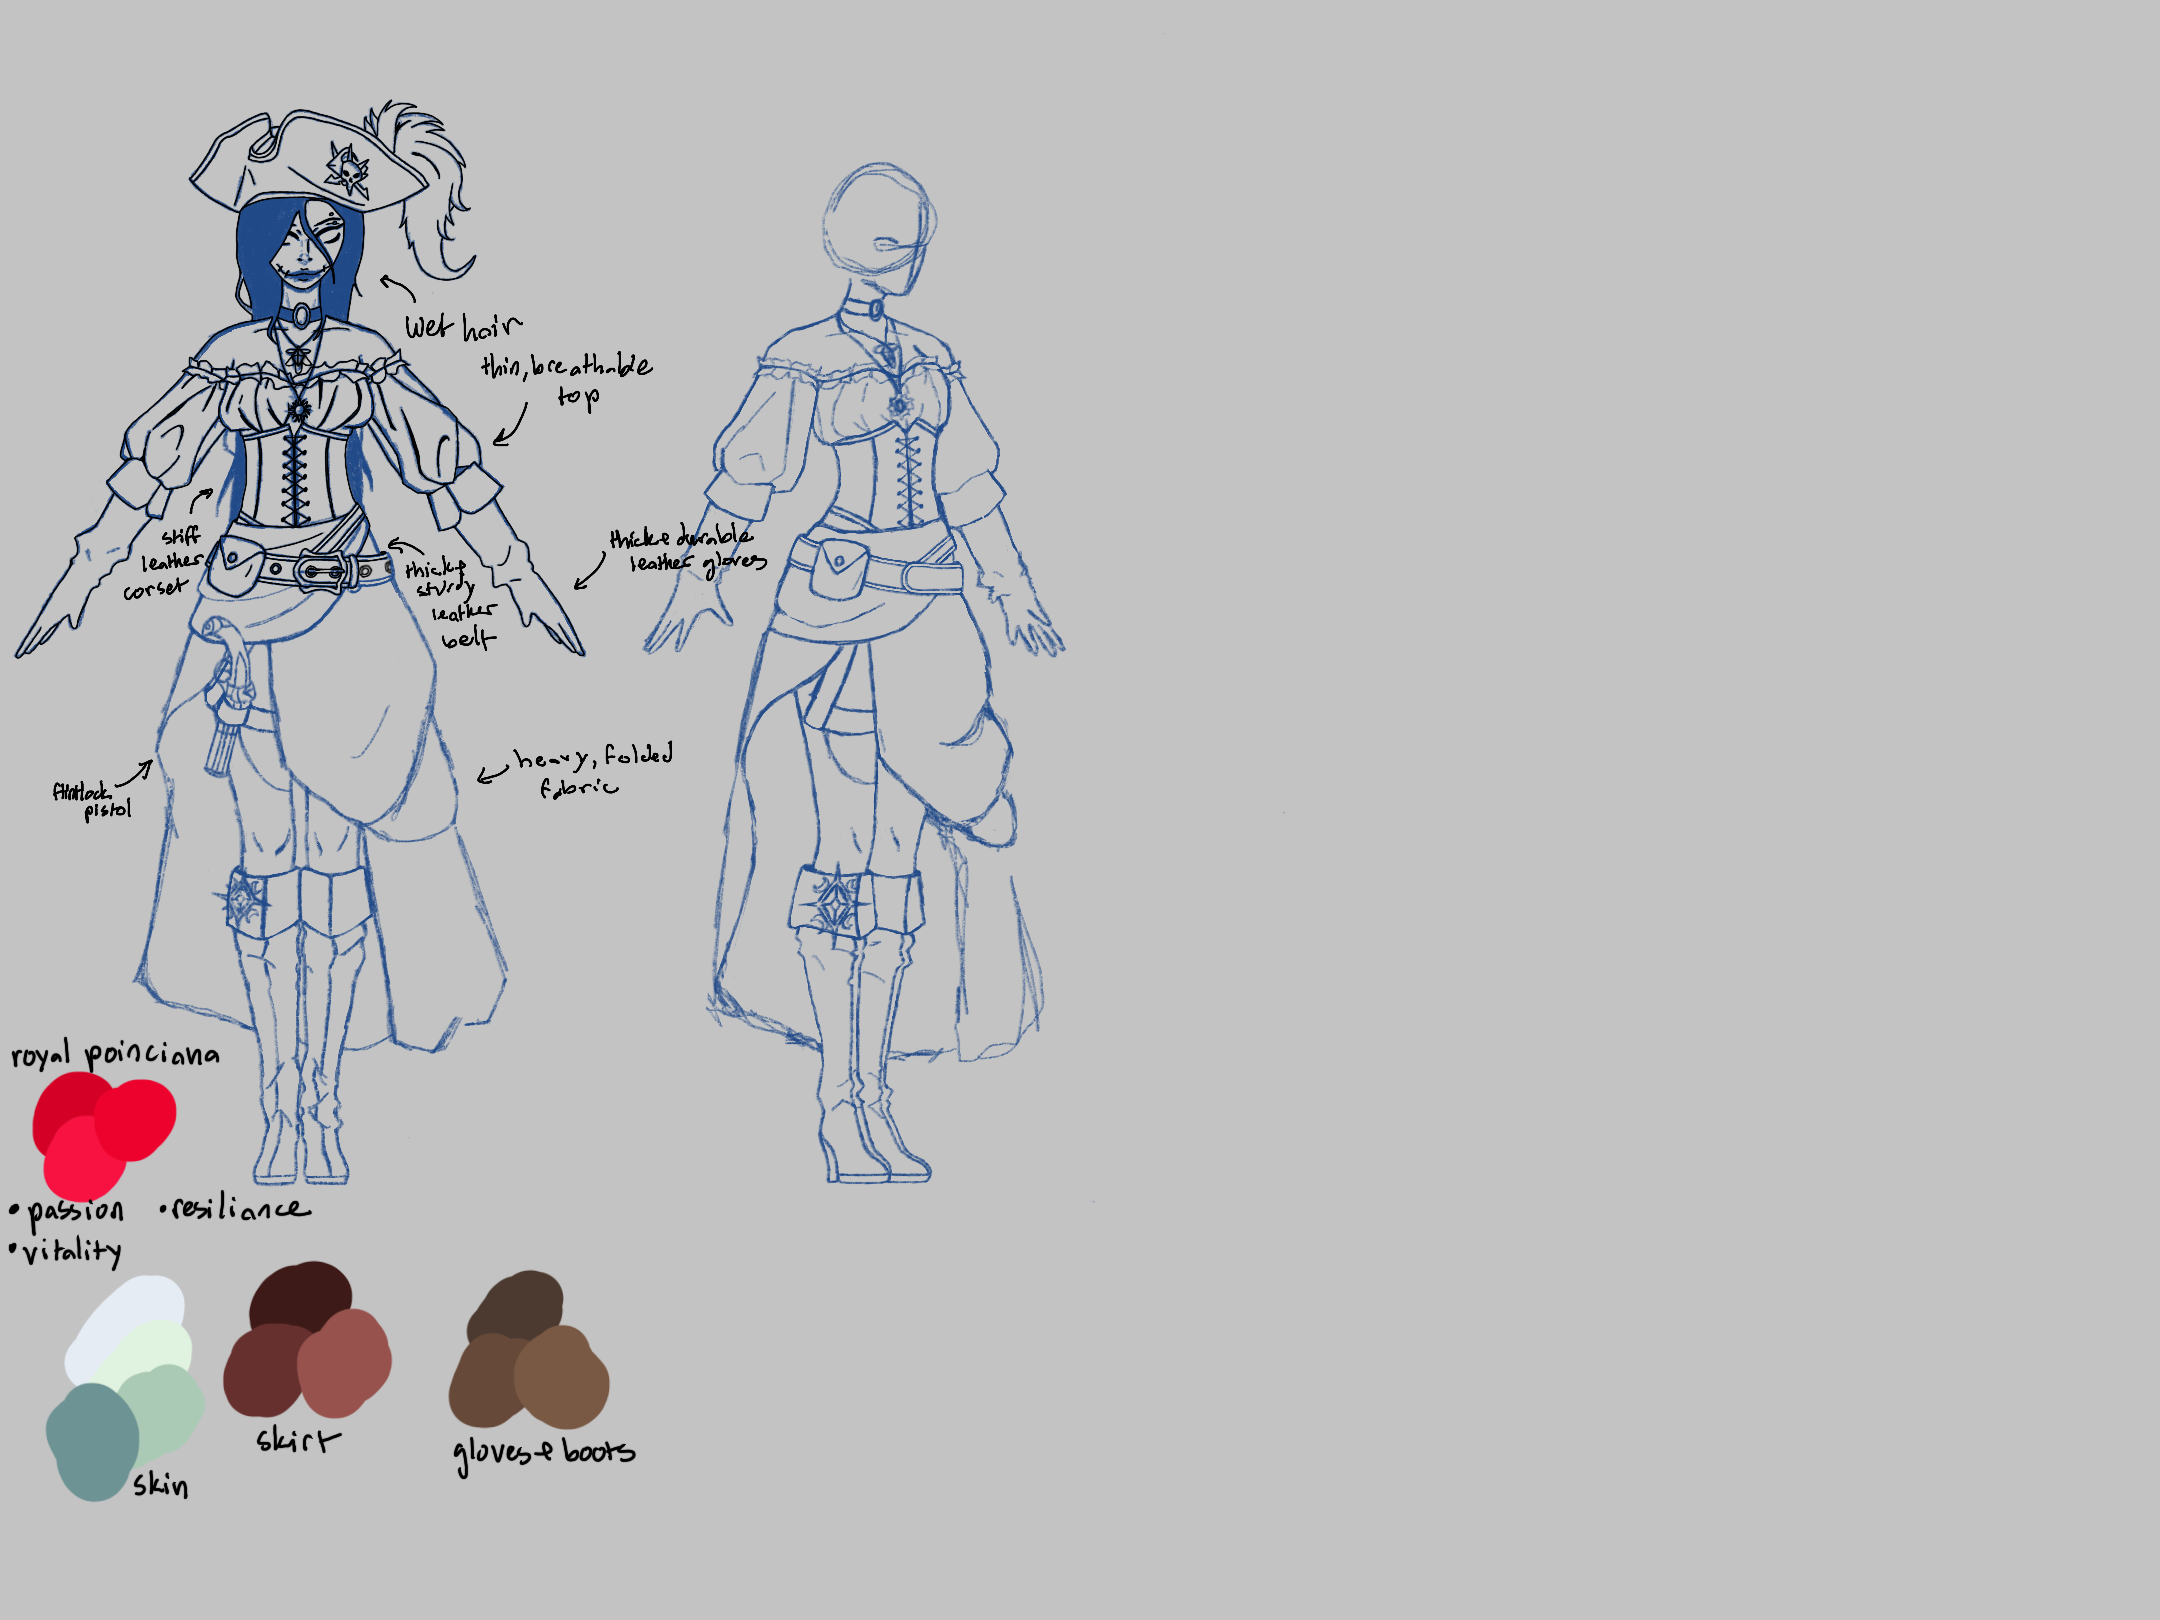 wet hair
thin, breathable
top
stiff
leather
corset
thick +
sturdy
leather
belt
thick + durable
leather gloves
flintlock
pistol
heavy, folded
fabric
royal poinciana
• passion • resiliance
• vitality
skin
skirt
gloves + boots